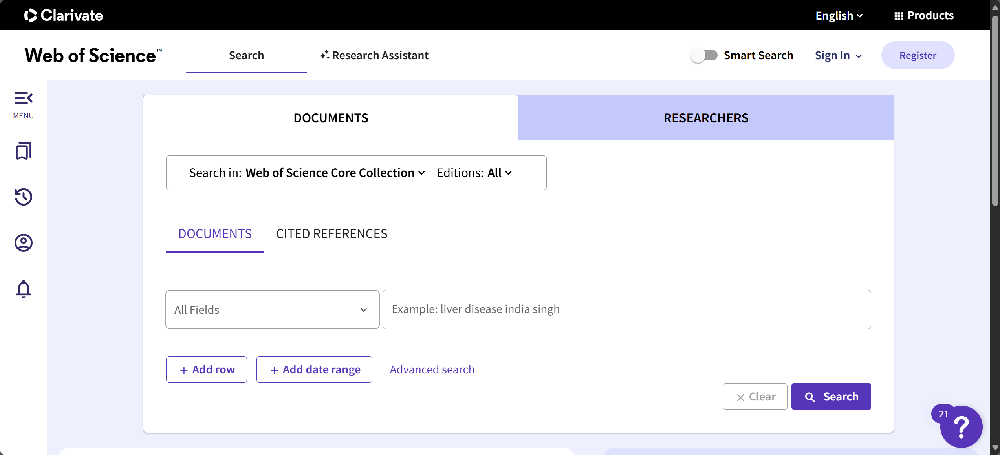 Clarivate
English
Products
Web of Science™
Search
Research Assistant
Smart Search
Sign In
Register
MENU
DOCUMENTS
RESEARCHERS
Search in: Web of Science Core Collection Editions: All
DOCUMENTS
CITED REFERENCES
All Fields
Example: liver disease india singh
+ Add row
+ Add date range
Advanced search
Clear
Search
21
?